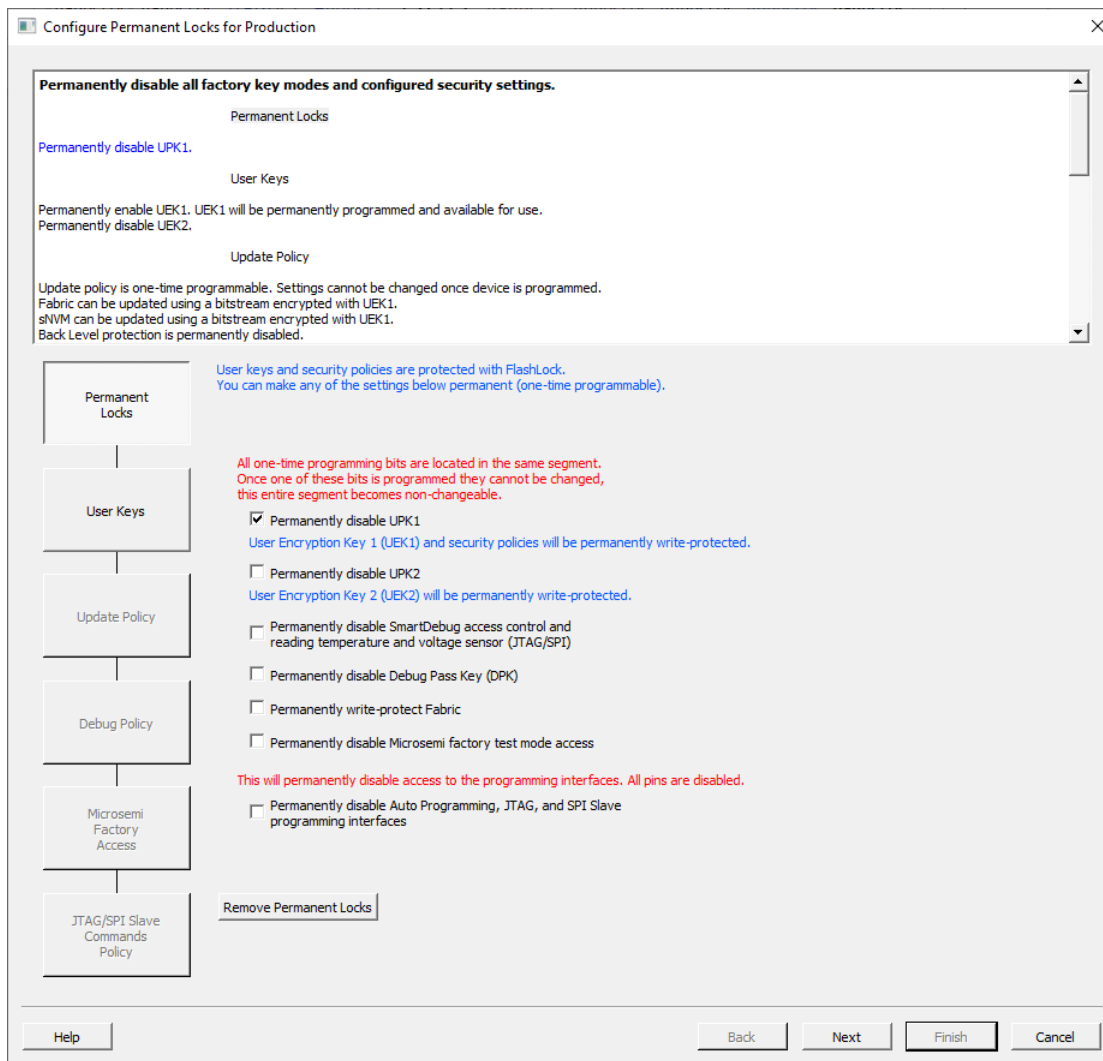 Configure Permanent Locks for Production
Permanently disable all factory key modes and configured security settings.
Permanent Locks
Permanently disable UPK1.
User Keys
Permanently enable UEK1. UEK1 will be permanently programmed and available for use.
Permanently disable UEK2.
Update Policy
Update policy is one-time programmable. Settings cannot be changed once device is programmed.
Fabric can be updated using a bitstream encrypted with UEK1.
sNVM can be updated using a bitstream encrypted with UEK1.
Back Level protection is permanently disabled.
Permanent
Locks
User keys and security policies are protected with FlashLock.
You can make any of the settings below permanent (one-time programmable).
All one-time programming bits are located in the same segment.
Once one of these bits is programmed they cannot be changed,
this entire segment becomes non-changeable.
User Keys
Permanently disable UPK1
User Encryption Key 1 (UEK1) and security policies will be permanently write-protected.
Permanently disable UPK2
User Encryption Key 2 (UEK2) will be permanently write-protected.
Update Policy
Permanently disable SmartDebug access control and
reading temperature and voltage sensor (JTAG/SPI)
Permanently disable Debug Pass Key (DPK)
Permanently write-protect Fabric
Debug Policy
Permanently disable Microsemi factory test mode access
This will permanently disable access to the programming interfaces. All pins are disabled.
Permanently disable Auto Programming, JTAG, and SPI Slave
programming interfaces
Microsemi
Factory
Access
Remove Permanent Locks
JTAG/SPI Slave
Commands
Policy
Help
Back
Next
Finish
Cancel